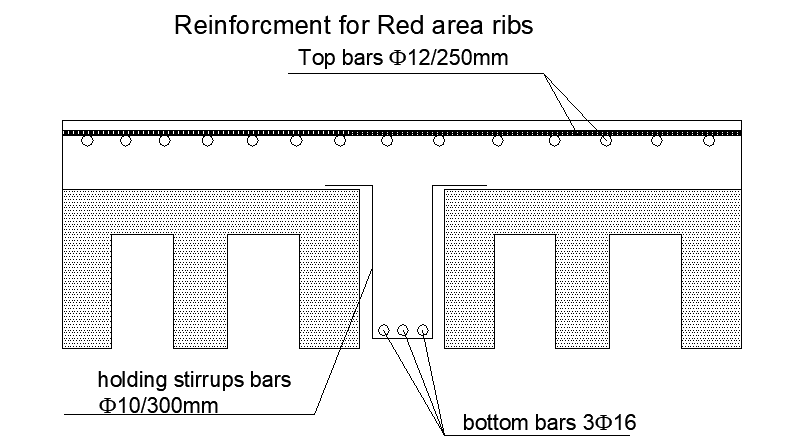 Reinforcment for Red area ribs
Top bars Φ12/250mm
holding stirrups bars
Φ10/300mm
bottom bars 3Φ16